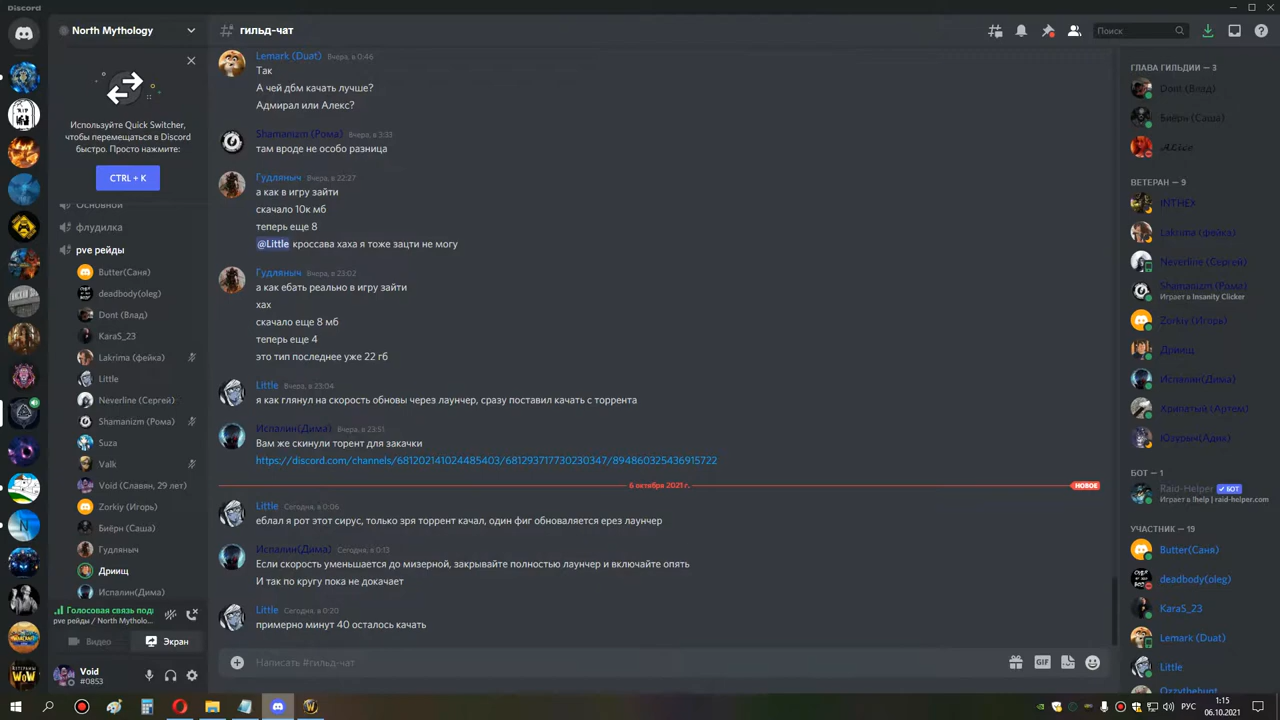 Discord
North Mythology
Используйте Quick Switcher,
чтобы перемещаться в Discord
быстро. Просто нажмите:
CTRL + K
Основной
флудилка
pve рейды
Butter(Саня)
deadbody(oleg)
Dont (Влад)
KaraS_23
Lakrima (фейка)
Little
Neverline (Сергей)
Shamanizm (Рома)
Suza
Valk
Void (Славян, 29 лет)
Zorkiy (Игорь)
Биёрн (Саша)
Гудляныч
Дриищ
Испалин(Дима)
Голосовая связь под
pve рейды / North Mytholo...
Видео
Экран
Void
#0853
гильд-чат
Поиск
Lemark (Duat) Вчера, в 0:46
Так
А чей дбм качать лучше?
Адмирал или Алекс?
Shamanizm (Рома) Вчера, в 3:33
там вроде не особо разница
Гудляныч Вчера, в 22:27
а как в игру зайти
скачало 10к мб
теперь еще 8
@Little кроссава хаха я тоже зацти не могу
Гудляныч Вчера, в 23:02
а как ебать реально в игру зайти
хах
скачало еще 8 мб
теперь еще 4
это тип последнее уже 22 гб
Little Вчера, в 23:04
я как глянул на скорость обновы через лаунчер, сразу поставил качать с торрента
Испалин(Дима) Вчера, в 23:51
Вам же скинули торент для закачки
https://discord.com/channels/681202141024485403/681293717730230347/894860325436915722
6 октября 2021 г.
НОВОЕ
Little Сегодня, в 0:06
еблал я рот этот сирус, только зря торрент качал, один фиг обноваляется ерез лаунчер
Испалин(Дима) Сегодня, в 0:13
Если скорость уменьшается до мизерной, закрывайте полностью лаунчер и включайте опять
И так по кругу пока не докачает
Little Сегодня, в 0:20
примерно минут 40 осталось качать
Написать #гильд-чат
GIF
ГЛАВА ГИЛЬДИИ — 3
Dont (Влад)
Биёрн (Саша)
Alice
ВЕТЕРАН — 9
INTHEX
Lakrima (фейка)
Neverline (Сергей)
Shamanizm (Рома)
Играет в Insanity Clicker
Zorkiy (Игорь)
Дриищ
Испалин(Дима)
Хрипатый (Артем)
Югурыч(Адик)
БОТ — 1
Raid-Helper БОТ
Играет в !help | raid-helper.com
УЧАСТНИК — 19
Butter(Саня)
deadbody(oleg)
KaraS_23
Lemark (Duat)
Little
Ozzythehunt
РУС
1:15
06.10.2021